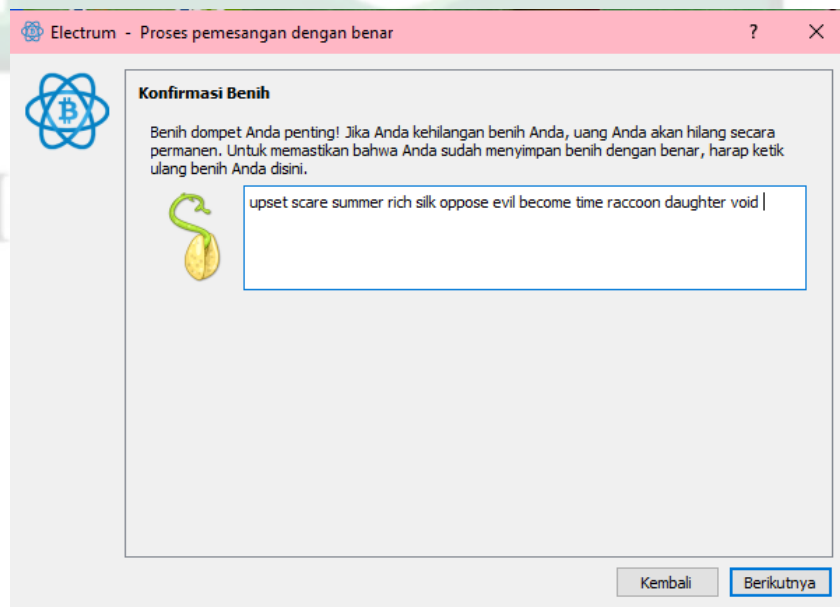 Electrum - Proses pemesangan dengan benar
Konfirmasi Benih
Benih dompet Anda penting! Jika Anda kehilangan benih Anda, uang Anda akan hilang secara
permanen. Untuk memastikan bahwa Anda sudah menyimpan benih dengan benar, harap ketik
ulang benih Anda disini.
upset scare summer rich silk oppose evil become time raccoon daughter void
Kembali
Berikutnya